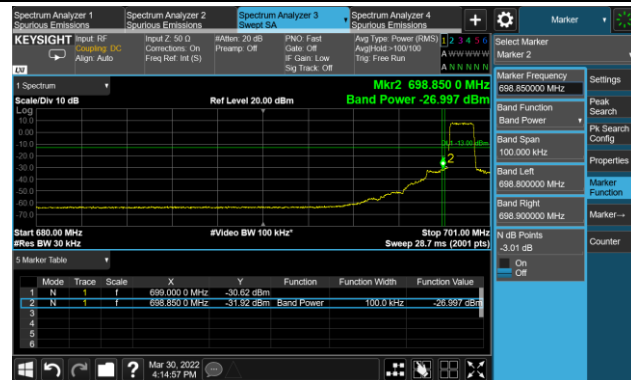 Spectrum Analyzer 1
Spurious Emissions
Spectrum Analyzer 2
Spurious Emissions
Spectrum Analyzer 3
Swept SA
Spectrum Analyzer 4
Spurious Emissions
+
Marker
KEYSIGHT
Input: RF
Coupling: DC
Align: Auto
Input Z: 50 Ω
Corrections: On
Freq Ref: Int (S)
#Atten: 20 dB
Preamp: Off
PNO: Fast
Gate: Off
IF Gain: Low
Sig Track: Off
Avg Type: Power (RMS)
Avg|Hold:>100/100
Trig: Free Run
1 2 3 4 5 6
A W W W W W
A N N N N N
LXI
Select Marker
Marker 2
1 Spectrum
Scale/Div 10 dB
Log
Ref Level 20.00 dBm
Mkr2 698.850 0 MHz
Band Power -26.997 dBm
10.0
0.00
-10.0
-20.0
-30.0
-40.0
-50.0
-60.0
-70.0
DL1 -13.00 dBm
2
Start 680.00 MHz
#Res BW 30 kHz
#Video BW 100 kHz*
Stop 701.00 MHz
Sweep 28.7 ms (2001 pts)
5 Marker Table
Mode Trace Scale X Y Function Function Width Function Value
1 N 1 f 699.000 0 MHz -30.62 dBm
2 N 1 f 698.850 0 MHz -31.92 dBm Band Power 100.0 kHz -26.997 dBm
3
4
5
6
Marker Frequency
698.850000 MHz
Band Function
Band Power
Band Span
100.000 kHz
Band Left
698.800000 MHz
Band Right
698.900000 MHz
N dB Points
-3.01 dB
On
Off
Settings
Peak
Search
Pk Search
Config
Properties
Marker
Function
Marker→
Counter
?
Mar 30, 2022
4:14:57 PM